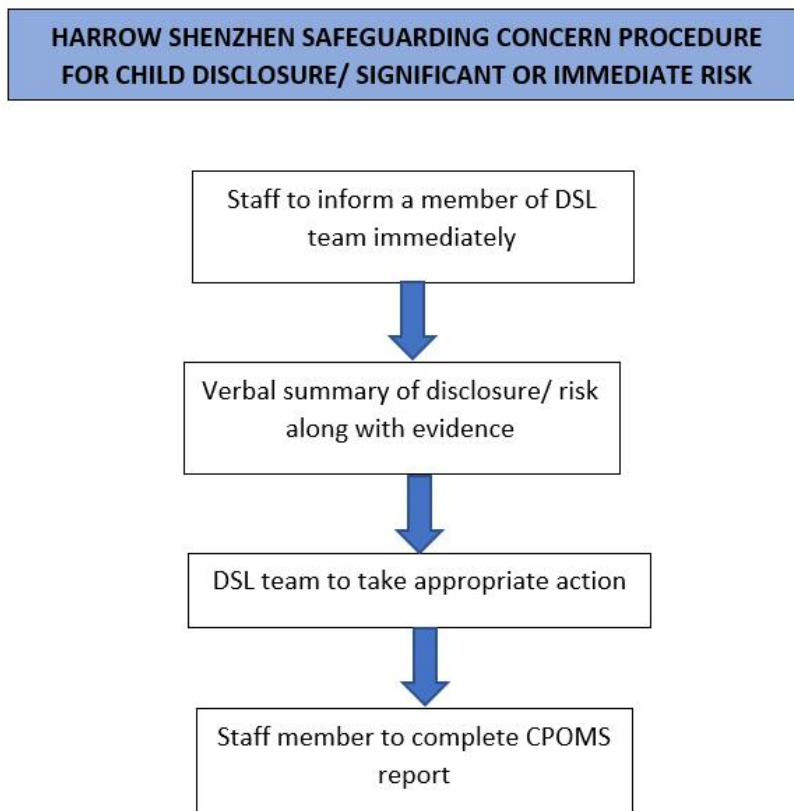 HARROW SHENZHEN SAFEGUARDING CONCERN PROCEDURE
FOR CHILD DISCLOSURE/ SIGNIFICANT OR IMMEDIATE RISK
Staff to inform a member of DSL
team immediately
Verbal summary of disclosure/ risk
along with evidence
DSL team to take appropriate action
Staff member to complete CPOMS
report